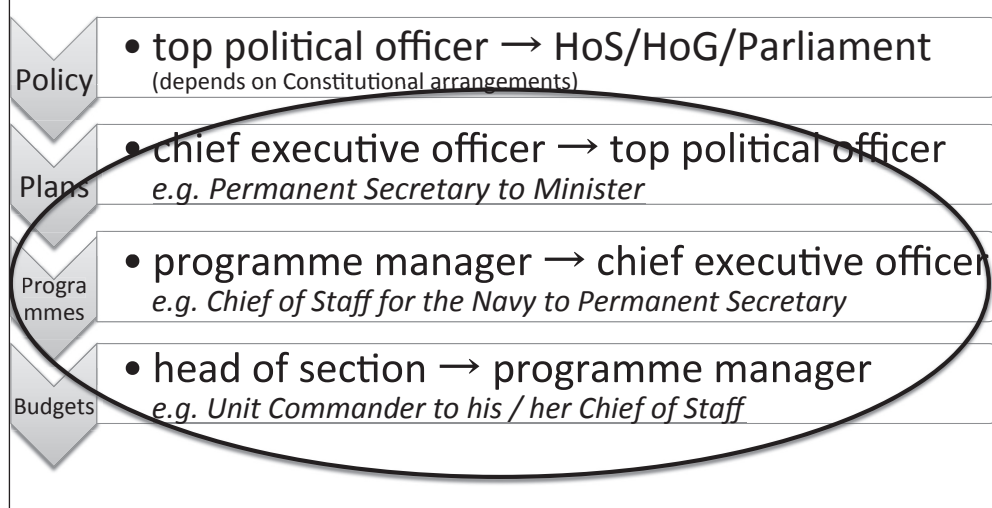 Policy
• top political officer → HoS/HoG/Parliament
(depends on Constitutional arrangements)
Plans
• chief executive officer → top political officer
e.g. Permanent Secretary to Minister
Progra
mmes
• programme manager → chief executive officer
e.g. Chief of Staff for the Navy to Permanent Secretary
Budgets
• head of section → programme manager
e.g. Unit Commander to his / her Chief of Staff